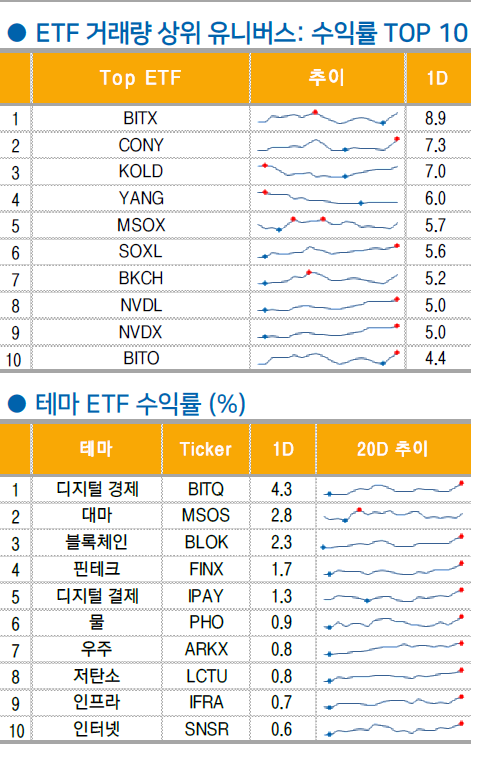 ● ETF 거래량 상위 유니버스: 수익률 TOP 10
Top ETF 추이 1D
1 BITX 8.9
2 CONY 7.3
3 KOLD 7.0
4 YANG 6.0
5 MSOX 5.7
6 SOXL 5.6
7 BKCH 5.2
8 NVDL 5.0
9 NVDX 5.0
10 BITO 4.4
● 테마 ETF 수익률 (%)
테마 Ticker 1D 20D 추이
1 디지털 경제 BITQ 4.3
2 대마 MSOS 2.8
3 블록체인 BLOK 2.3
4 핀테크 FINX 1.7
5 디지털 결제 IPAY 1.3
6 물 PHO 0.9
7 우주 ARKX 0.8
8 저탄소 LCTU 0.8
9 인프라 IFRA 0.7
10 인터넷 SNSR 0.6